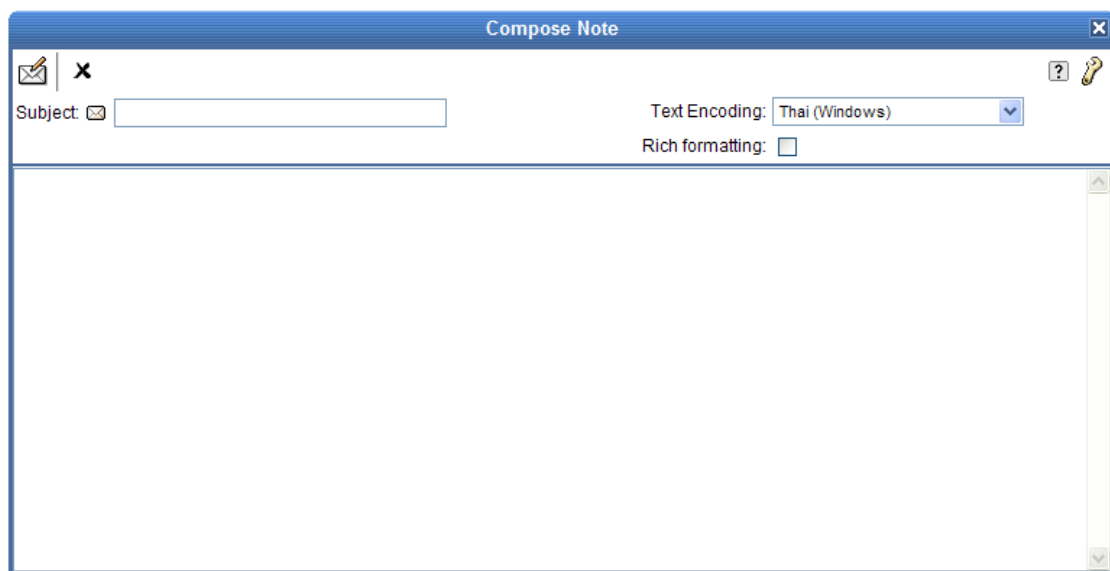 Compose Note
?
Subject:
Text Encoding: Thai (Windows)
Rich formatting: